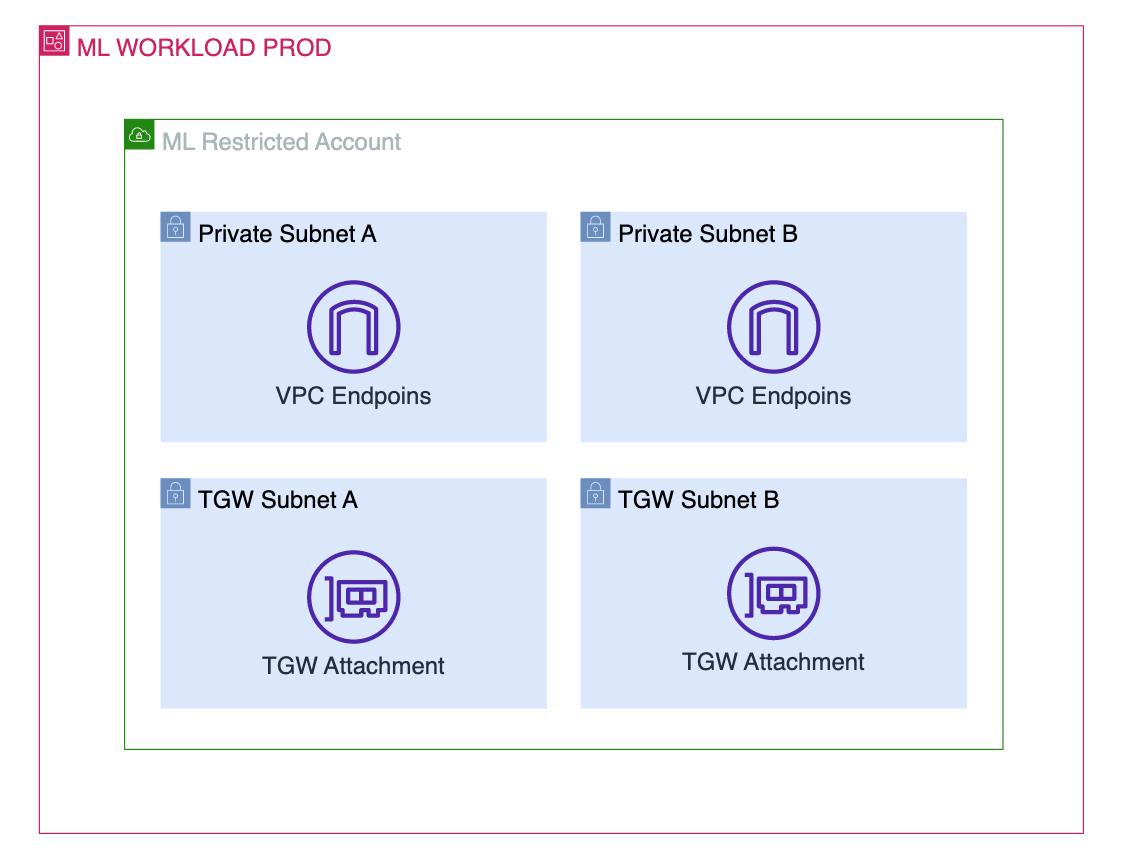 ML WORKLOAD PROD
ML Restricted Account
Private Subnet A
Private Subnet B
VPC Endpoins
VPC Endpoins
TGW Subnet A
TGW Subnet B
TGW Attachment
TGW Attachment